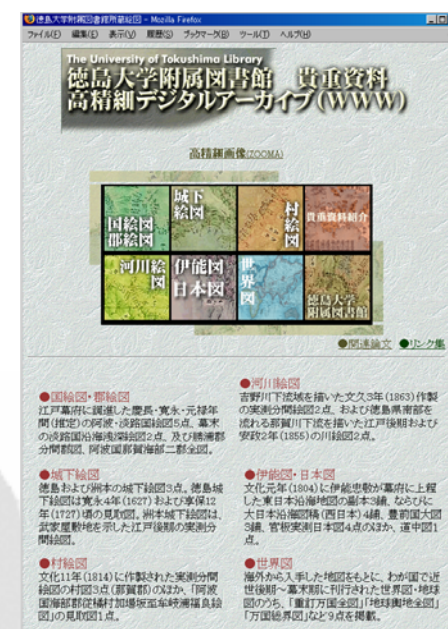 徳島大学附属図書館所蔵絵図 - Mozilla Firefox
ファイル(F) 編集(E) 表示(V) 履歴(S) ブックマーク(B) ツール(T) ヘルプ(H)
The University of Tokushima Library
徳島大学附属図書館 貴重資料
高精細デジタルアーカイブ(WWW)
高精細画像(ZOOMA)
国絵図
郡絵図
城下
絵図
村
絵
図
貴重資料紹介
河川絵
図
伊能図
日本図
世
界
図
徳島大学
附属図書館
●関連論文 ●リンク集
●国絵図・郡絵図
江戸幕府に調進した慶長・寛永・元禄年
間(推定)の阿波・淡路国絵図5点、幕末
の淡路国沿海浅深絵図2点、及び勝浦郡
分間郡図、阿波国那賀海部二郡全図。
●城下絵図
徳島および洲本の城下絵図3点。徳島城
下絵図は寛永4年(1627)および享保12
年(1727)頃の見取図。洲本城下絵図は、
武家屋敷地を示した江戸後期の実測分
間絵図。
●村絵図
文化11年(1814)に作製された実測分間
絵図の村図3点(那賀郡)のほか、「阿波
国海部郡従橘村加場坂至牟岐浦福良絵
図」の見取図1点。
●河川絵図
吉野川下流域を描いた文久3年(1863)作製
の実測分間絵図2点、および徳島県南部を
流れる那賀川下流を描いた江戸後期および
安政2年(1855)の川絵図2点。
●伊能図・日本図
文化元年(1804)に伊能忠敬が幕府に上程
した東日本沿海地図の副本3舗、ならびに
大日本沿海図稿(西日本)4舗、豊前国大図
3舗、官板実測日本図4点のほか、道中図1
点。
●世界図
海外から入手した地図をもとに、わが国で近
世後期～幕末期に刊行された世界図・地球
図のうち、「重訂万国全図」「地球輿地全図」
「万国総界図」など9点を掲載。